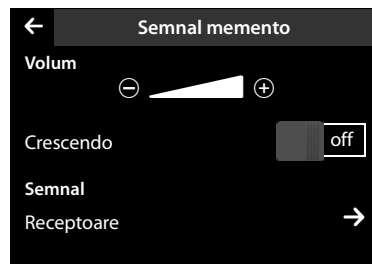 Semnal memento
Volum
Crescendo off
Semnal
Receptoare